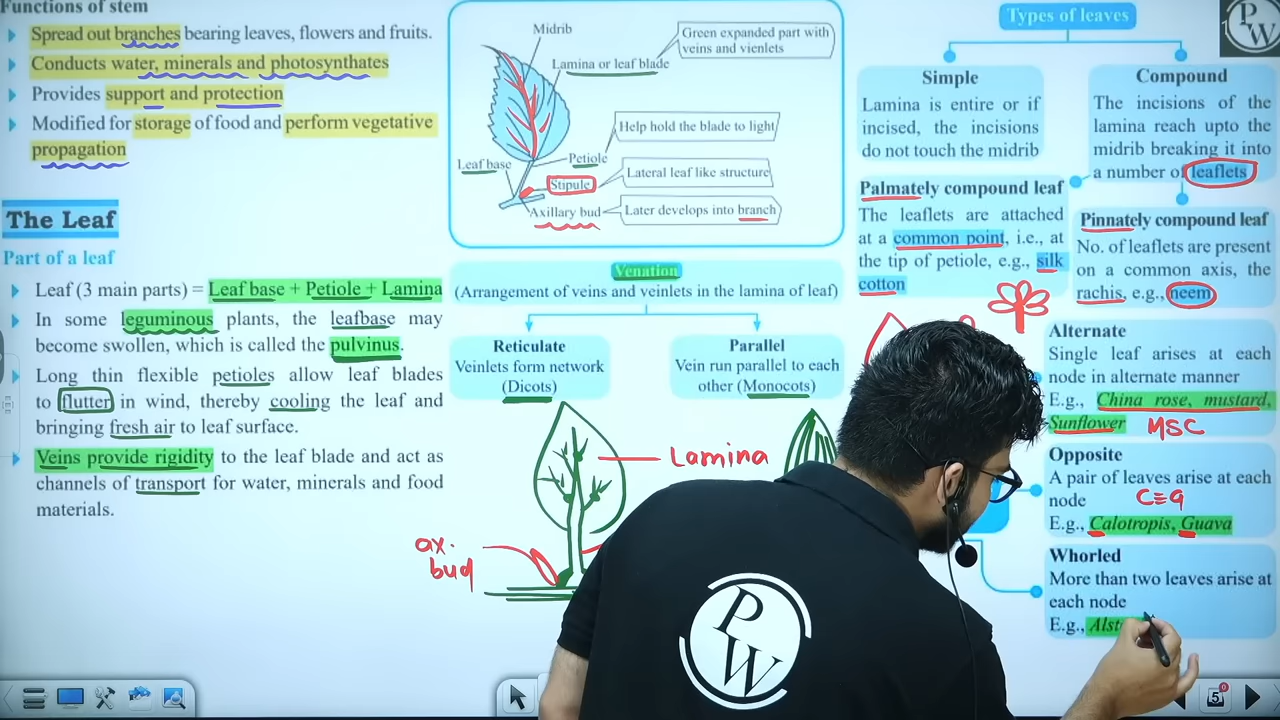 Functions of stem
Spread out branches bearing leaves, flowers and fruits.
Conducts water, minerals and photosynthates
Provides support and protection
Modified for storage of food and perform vegetative
propagation
The Leaf
Part of a leaf
Leaf (3 main parts) = Leaf base + Petiole + Lamina
In some leguminous plants, the leafbase may
become swollen, which is called the pulvinus.
Long thin flexible petioles allow leaf blades
to flutter in wind, thereby cooling the leaf and
bringing fresh air to leaf surface.
Veins provide rigidity to the leaf blade and act as
channels of transport for water, minerals and food
materials.
Midrib
Green expanded part with
veins and vienlets
Lamina or leaf blade
Help hold the blade to light
Leaf base
Petiole
Stipule
Lateral leaf like structure
Axillary bud
Later develops into branch
Venation
(Arrangement of veins and veinlets in the lamina of leaf)
Reticulate
Veinlets form network
(Dicots)
Parallel
Vein run parallel to each
other (Monocots)
Lamina
ax.
bud
Types of leaves
Simple
Lamina is entire or if
incised, the incisions
do not touch the midrib
Compound
The incisions of the
lamina reach upto the
midrib breaking it into
a number of leaflets
Palmately compound leaf
The leaflets are attached
at a common point, i.e., at
the tip of petiole, e.g., silk
cotton
Pinnately compound leaf
No. of leaflets are present
on a common axis, the
rachis, e.g., neem
Alternate
Single leaf arises at each
node in alternate manner
E.g., China rose, mustard,
Sunflower
MSC
Opposite
A pair of leaves arise at each
node
E.g., Calotropis, Guava
Whorled
More than two leaves arise at
each node
E.g., Alst
PW
P
W
5